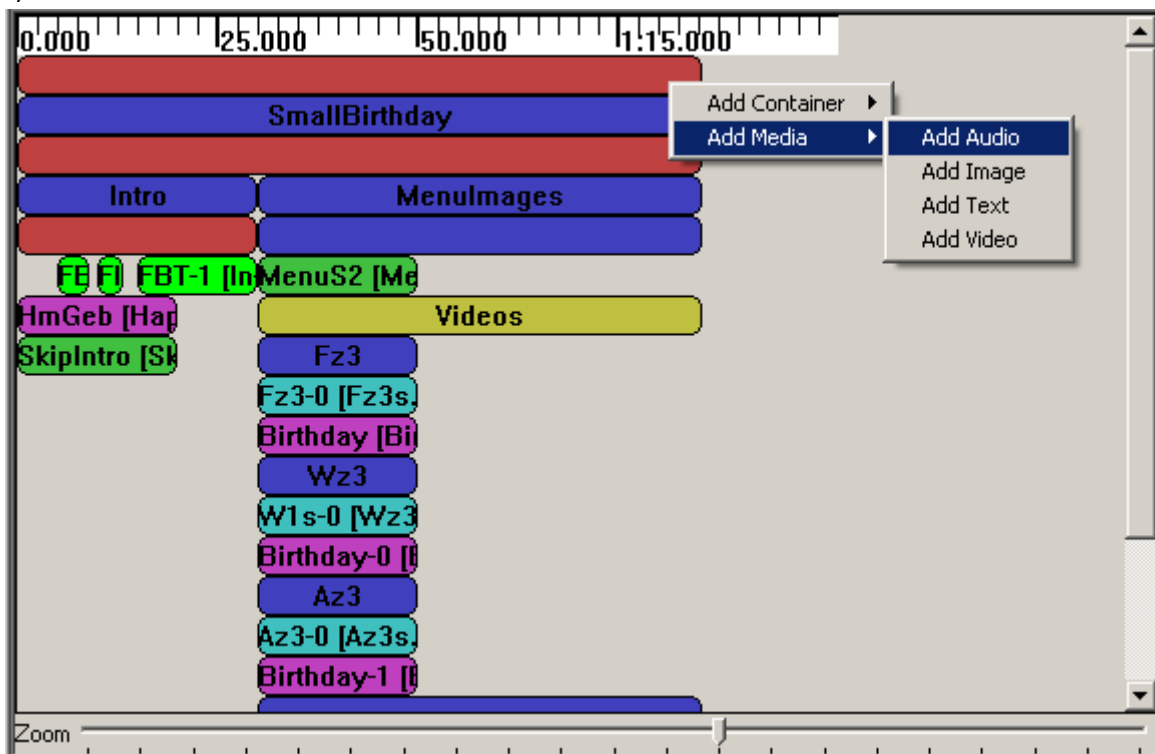 0.000 25.000 50.000 1:15.000
SmallBirthday
Add Container
Add Media
Add Audio
Add Image
Add Text
Add Video
Intro MenuImages
FBT-1 [In MenuS2 [Me
HmGeb [Hap Videos
SkipIntro [Sk Fz3
Fz3-0 [Fz3s.
Birthday [Bi
Wz3
W1s-0 [Wz3
Birthday-0 [
Az3
Az3-0 [Az3s.
Birthday-1 [
Zoom